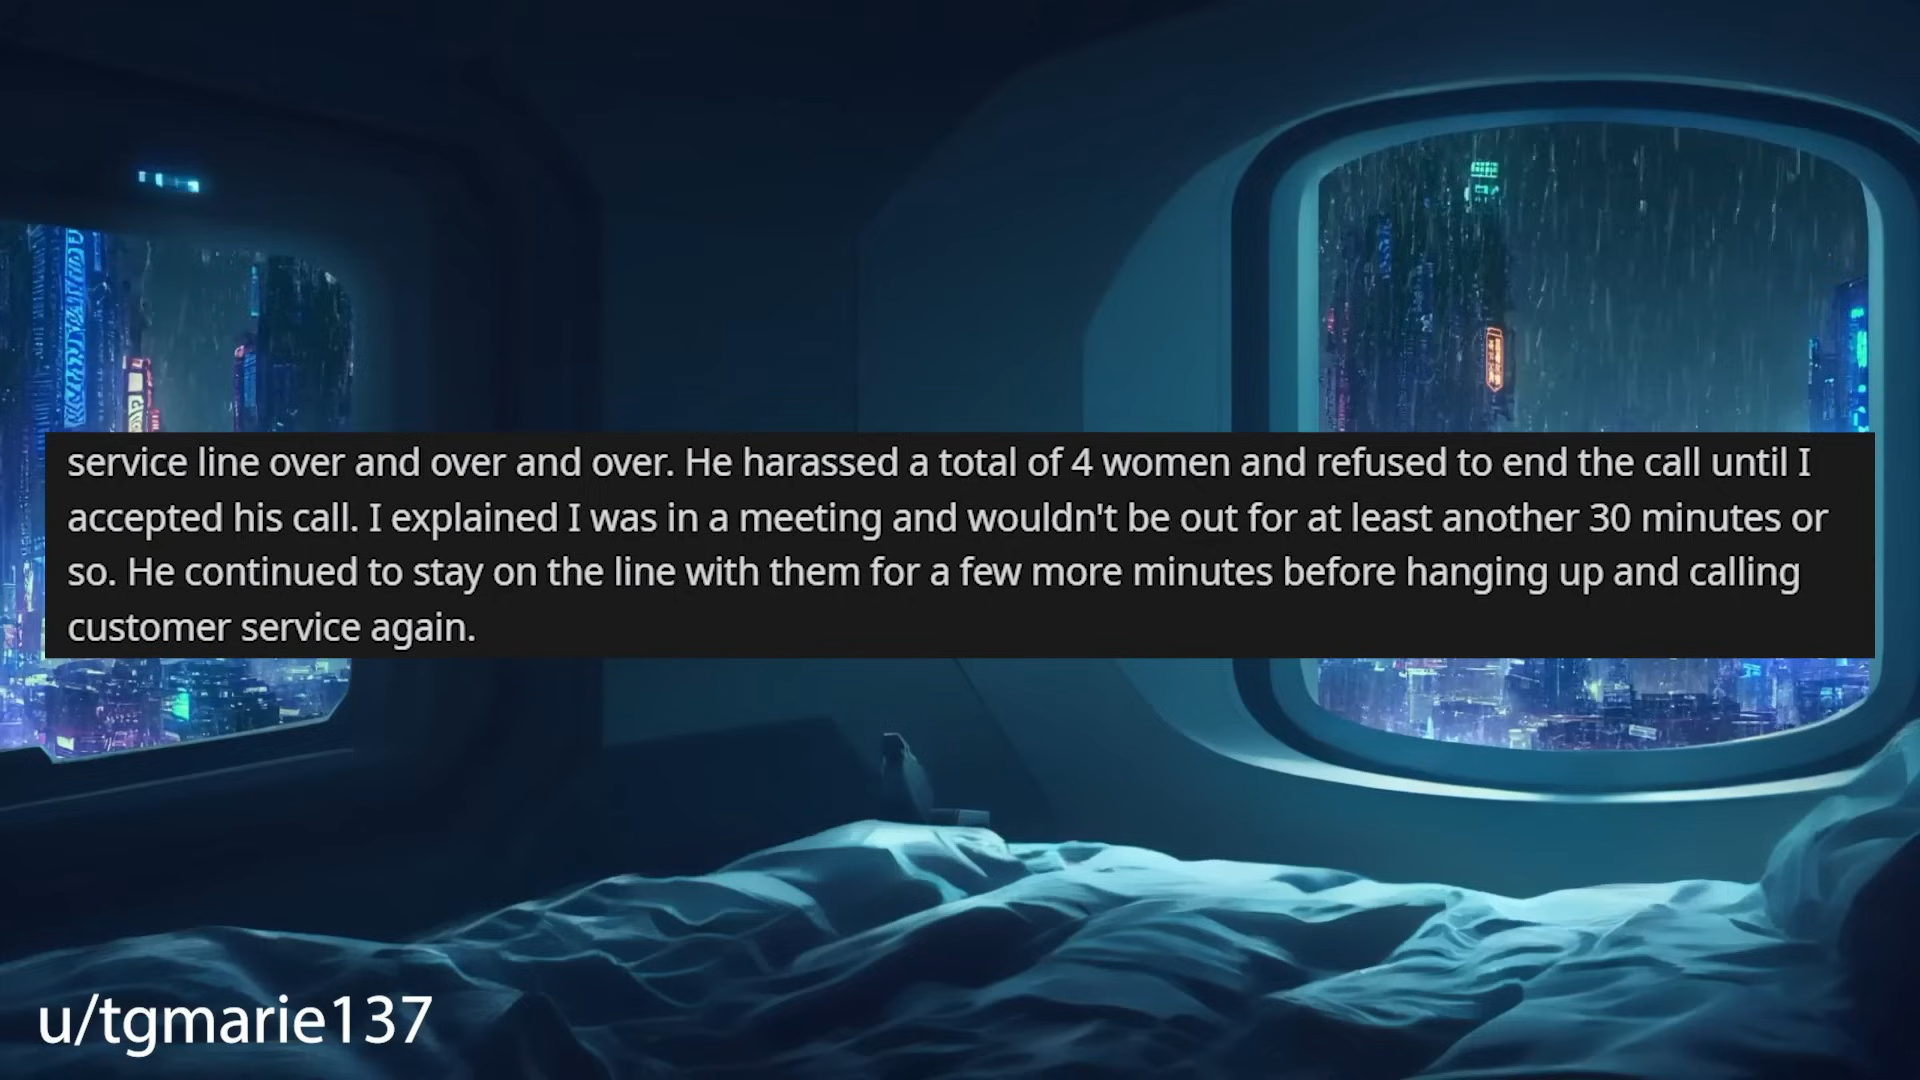 service line over and over and over. He harassed a total of 4 women and refused to end the call until I
accepted his call. I explained I was in a meeting and wouldn't be out for at least another 30 minutes or
so. He continued to stay on the line with them for a few more minutes before hanging up and calling
customer service again.
u/tgmarie137